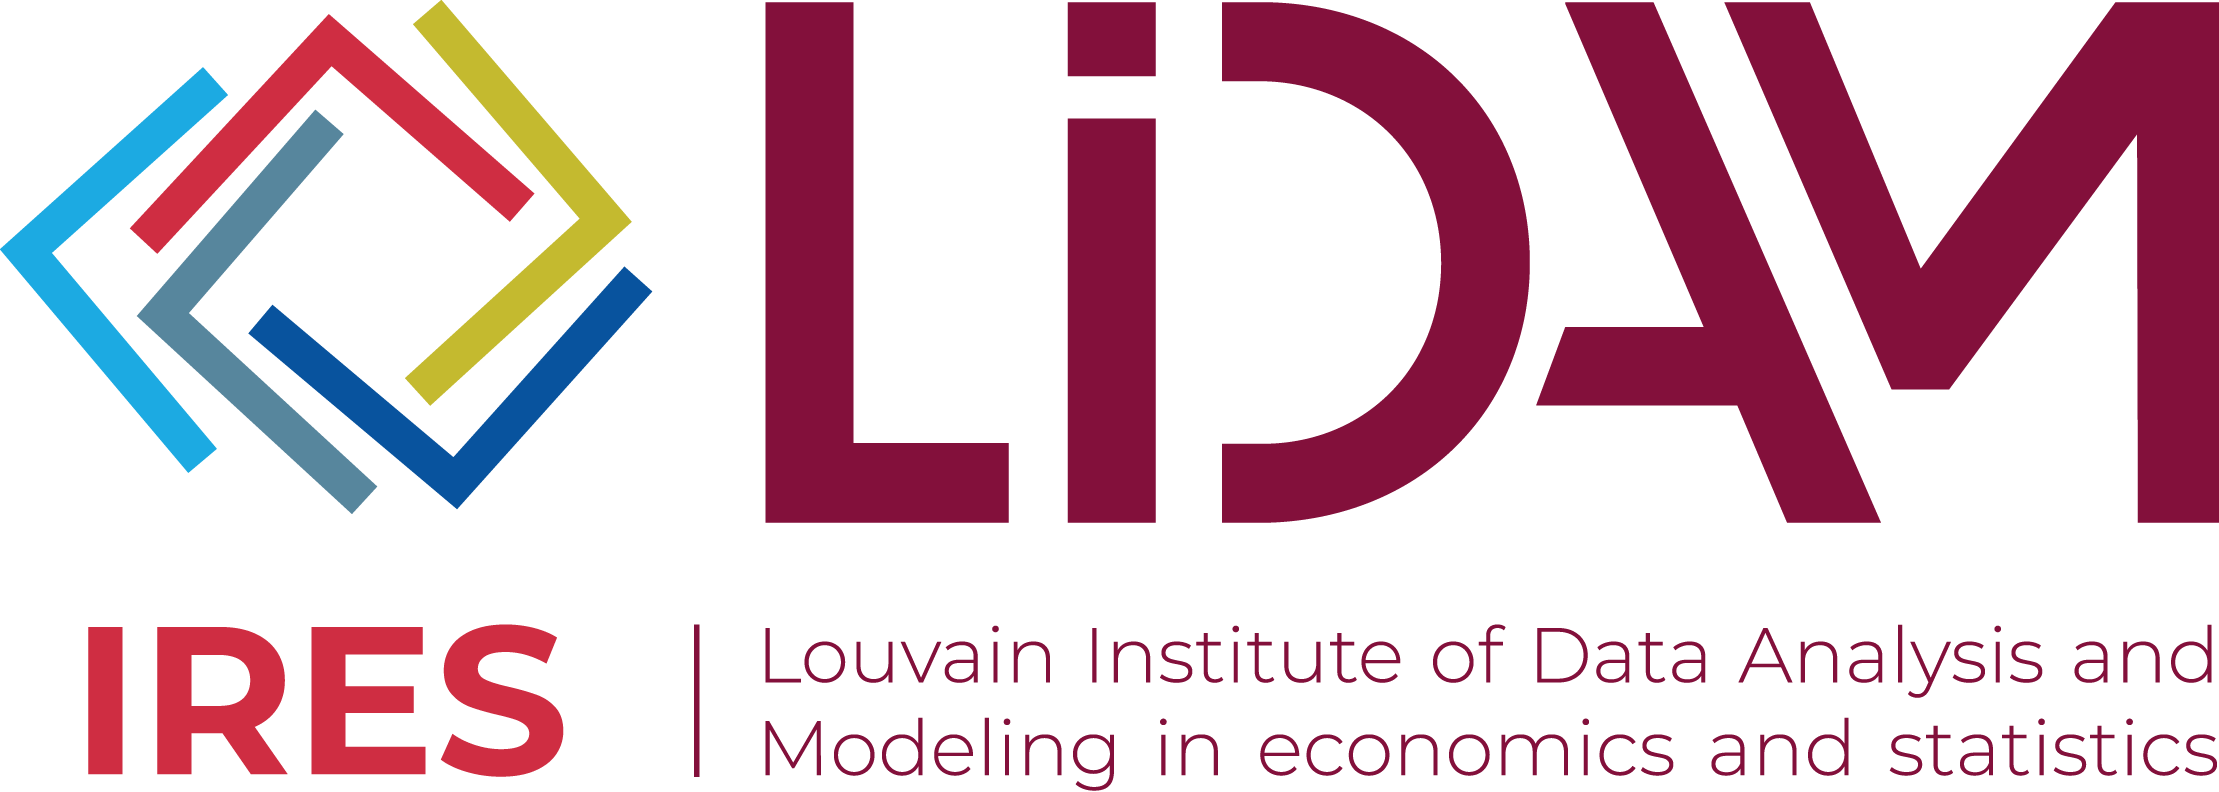 LiDAM
IRES
Louvain Institute of Data Analysis and
Modeling in economics and statistics